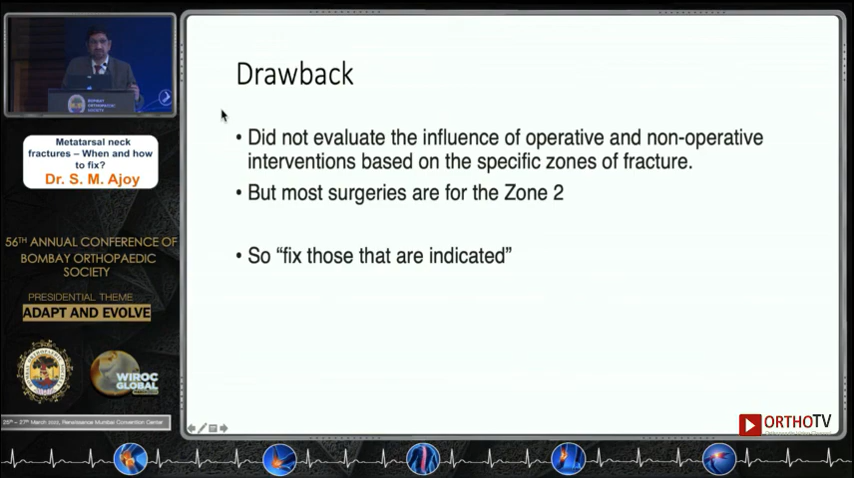 Drawback
• Did not evaluate the influence of operative and non-operative
interventions based on the specific zones of fracture.
• But most surgeries are for the Zone 2
• So “fix those that are indicated”
BOMBAY
ORTHOPAEDIC
SOCIETY
Metatarsal neck
fractures – When and how
to fix?
Dr. S. M. Ajoy
56TH ANNUAL CONFERENCE OF
BOMBAY ORTHOPAEDIC
SOCIETY
PRESIDENTIAL THEME
ADAPT AND EVOLVE
WIROC
GLOBAL
Renaissance Mumbai Convention Center
ORTHOTV